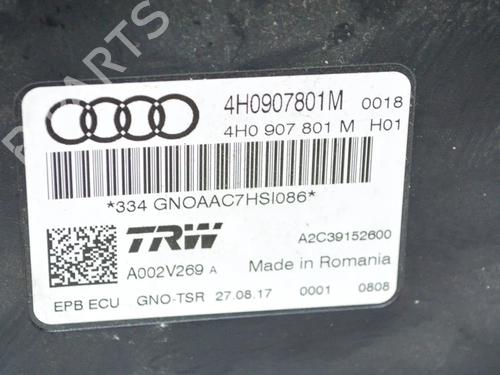 PARTS
4H0907801M 0018
4H0 907 801 M H01
*334 GNOAAC7HSI086*
TRW A2C39152600
A002V269 A Made in Romania
EPB ECU GNO-TSR 27.08.17 0001 0808